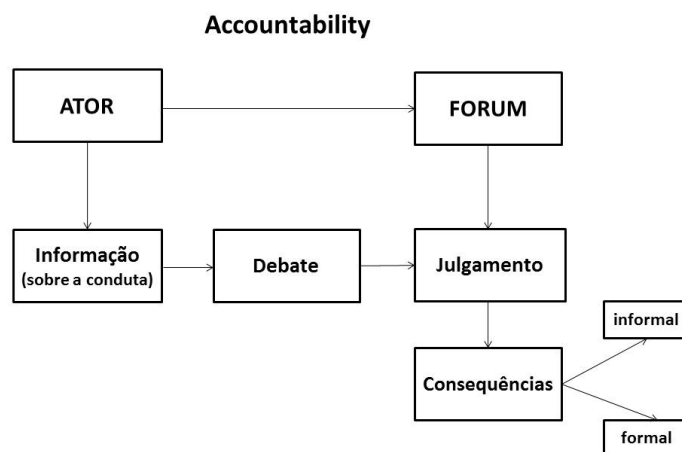 Accountability
ATOR
FORUM
Informação
(sobre a conduta)
Debate
Julgamento
informal
Consequências
formal